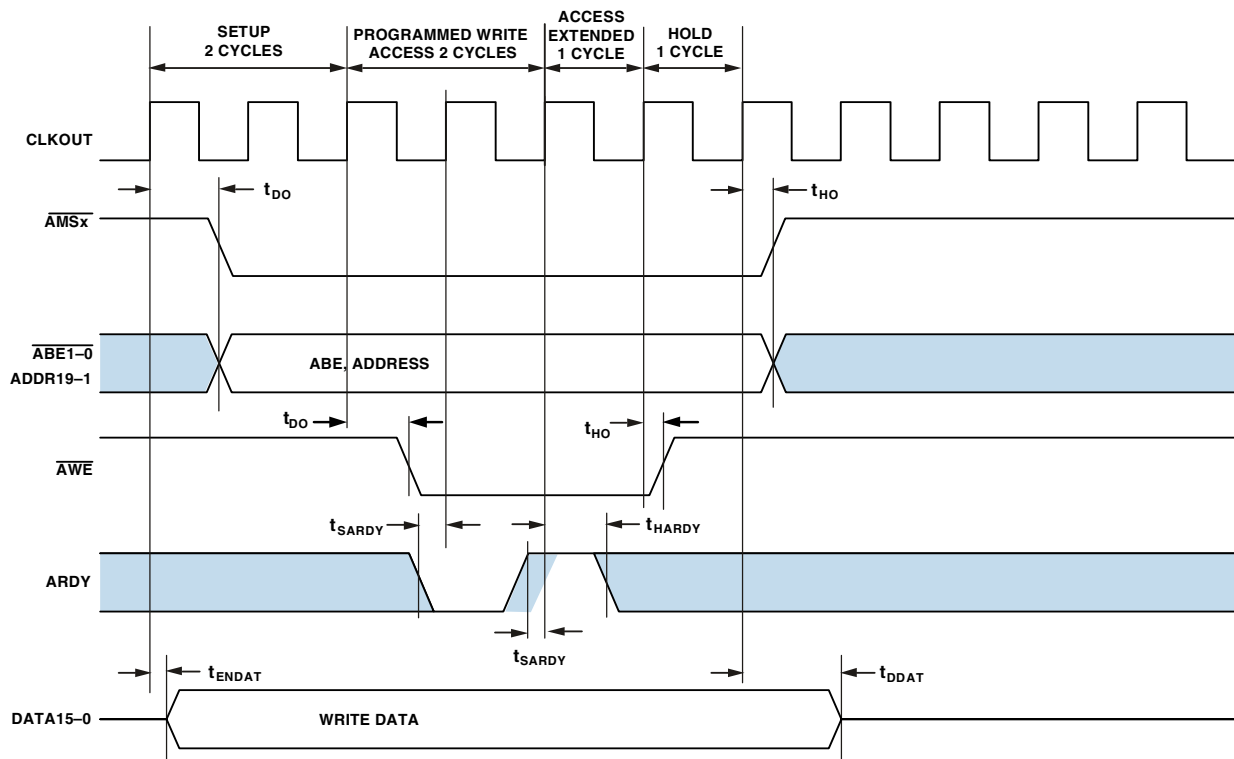 SETUP
2 CYCLES
PROGRAMMED WRITE
ACCESS 2 CYCLES
ACCESS
EXTENDED
1 CYCLE
HOLD
1 CYCLE
CLKOUT
tDO
tHO
AMSx
ABE1–0
ADDR19–1
ABE, ADDRESS
tDO
tHO
AWE
tSARDY
tHARDY
ARDY
tSARDY
tENDAT
tDDAT
DATA15–0
WRITE DATA